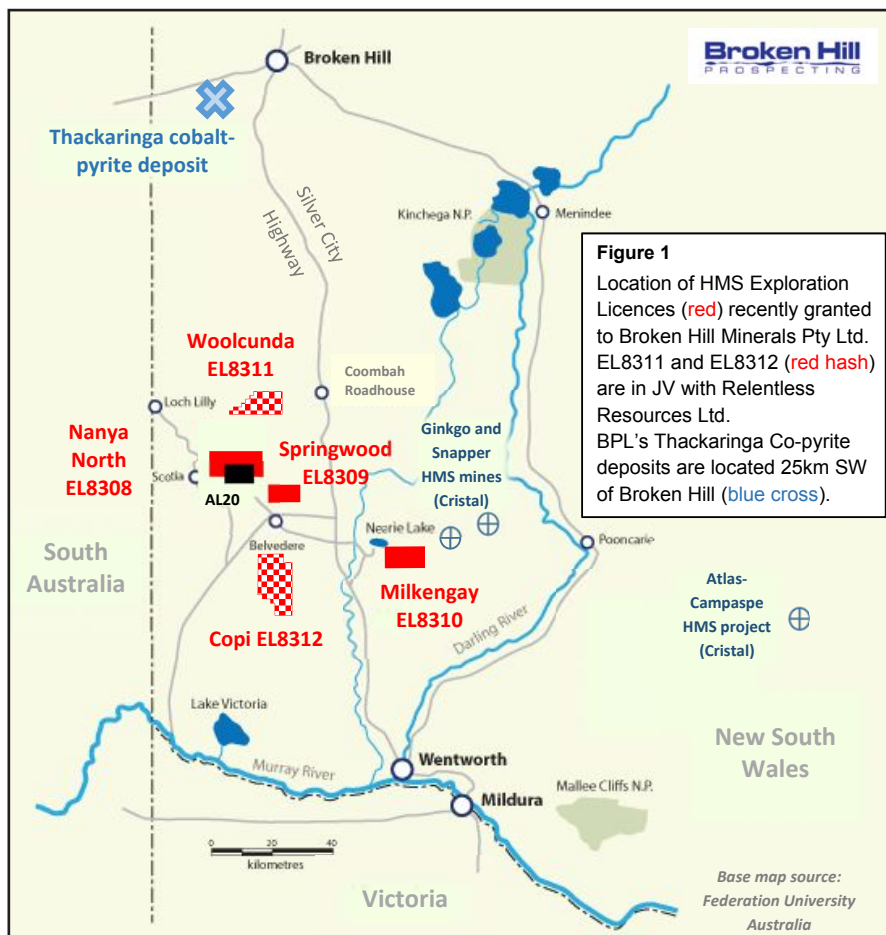 Broken Hill
Broken Hill
PROSPECTING
Thackaringa cobalt-
pyrite deposit
Silver City
Highway
Kinchega N.P.
Menindee
Figure 1
Location of HMS Exploration
Licences (red) recently granted
to Broken Hill Minerals Pty Ltd.
EL8311 and EL8312 (red hash)
are in JV with Relentless
Resources Ltd.
BPL's Thackaringa Co-pyrite
deposits are located 25km SW
of Broken Hill (blue cross).
Woolcunda
EL8311
Coombah
Roadhouse
Loch Lilly
Nanya
North
EL8308
Scotia
AL20
Springwood
EL8309
Ginkgo and
Snapper
HMS mines
(Cristal)
Belvedere
Nearie Lake
Pooncarie
South
Australia
Copi EL8312
Milkengay
EL8310
Darling River
Atlas-
Campaspe
HMS project
(Cristal)
Lake Victoria
Murray River
Wentworth
Mildura
New South
Wales
Mallee Cliffs N.P.
0 20 40
kilometres
Victoria
Base map source:
Federation University
Australia